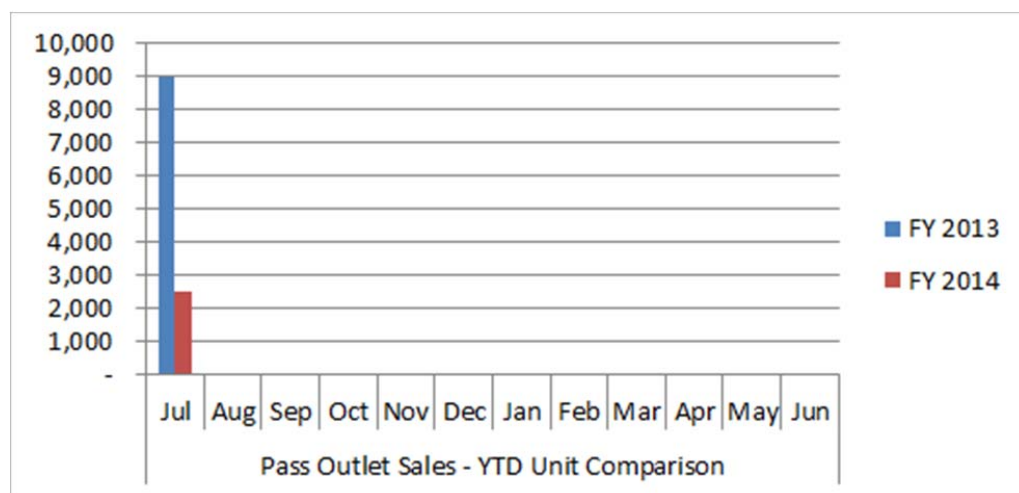 10,000
9,000
8,000
7,000
6,000
5,000
4,000
3,000
2,000
1,000
-
Jul Aug Sep Oct Nov Dec Jan Feb Mar Apr May Jun
Pass Outlet Sales - YTD Unit Comparison
FY 2013
FY 2014